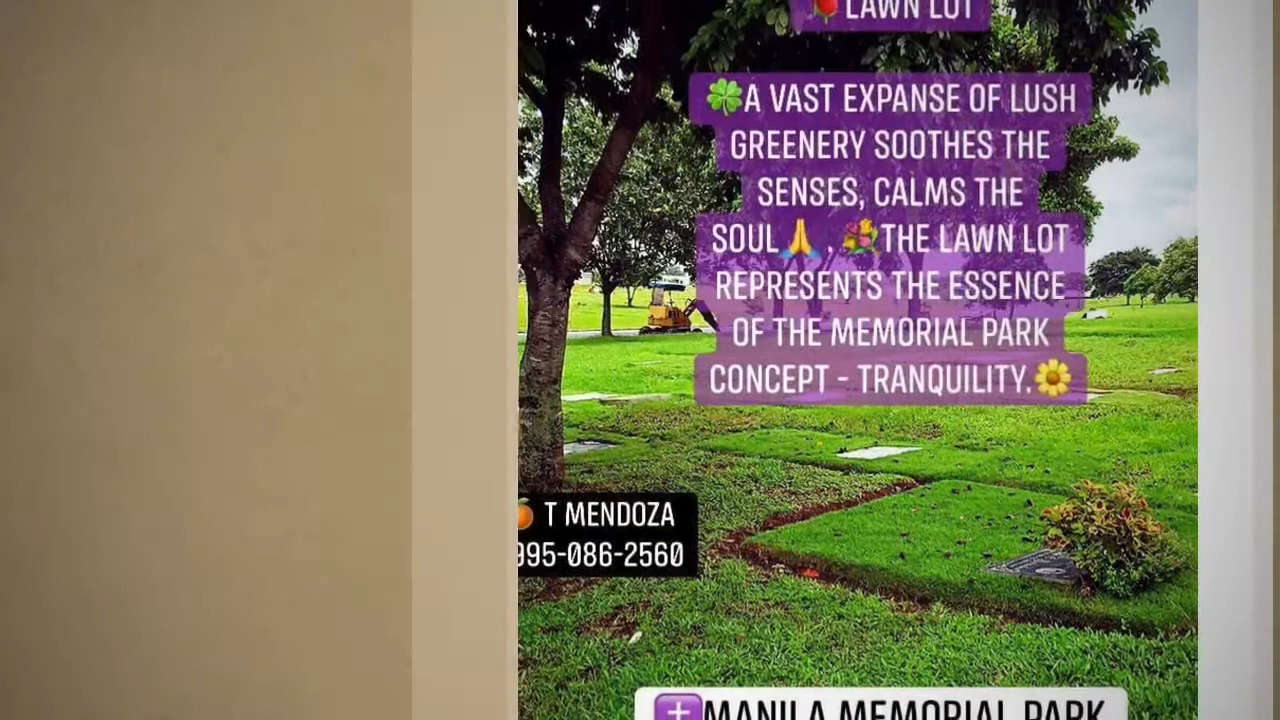 🌹LAWN LOT
🍀A VAST EXPANSE OF LUSH
GREENERY SOOTHES THE
SENSES, CALMS THE
SOUL🙏 . 💐THE LAWN LOT
REPRESENTS THE ESSENCE
OF THE MEMORIAL PARK
CONCEPT - TRANQUILITY.🌼
🍊 T MENDOZA
995-086-2560
➕MANILA MEMORIAL PARK